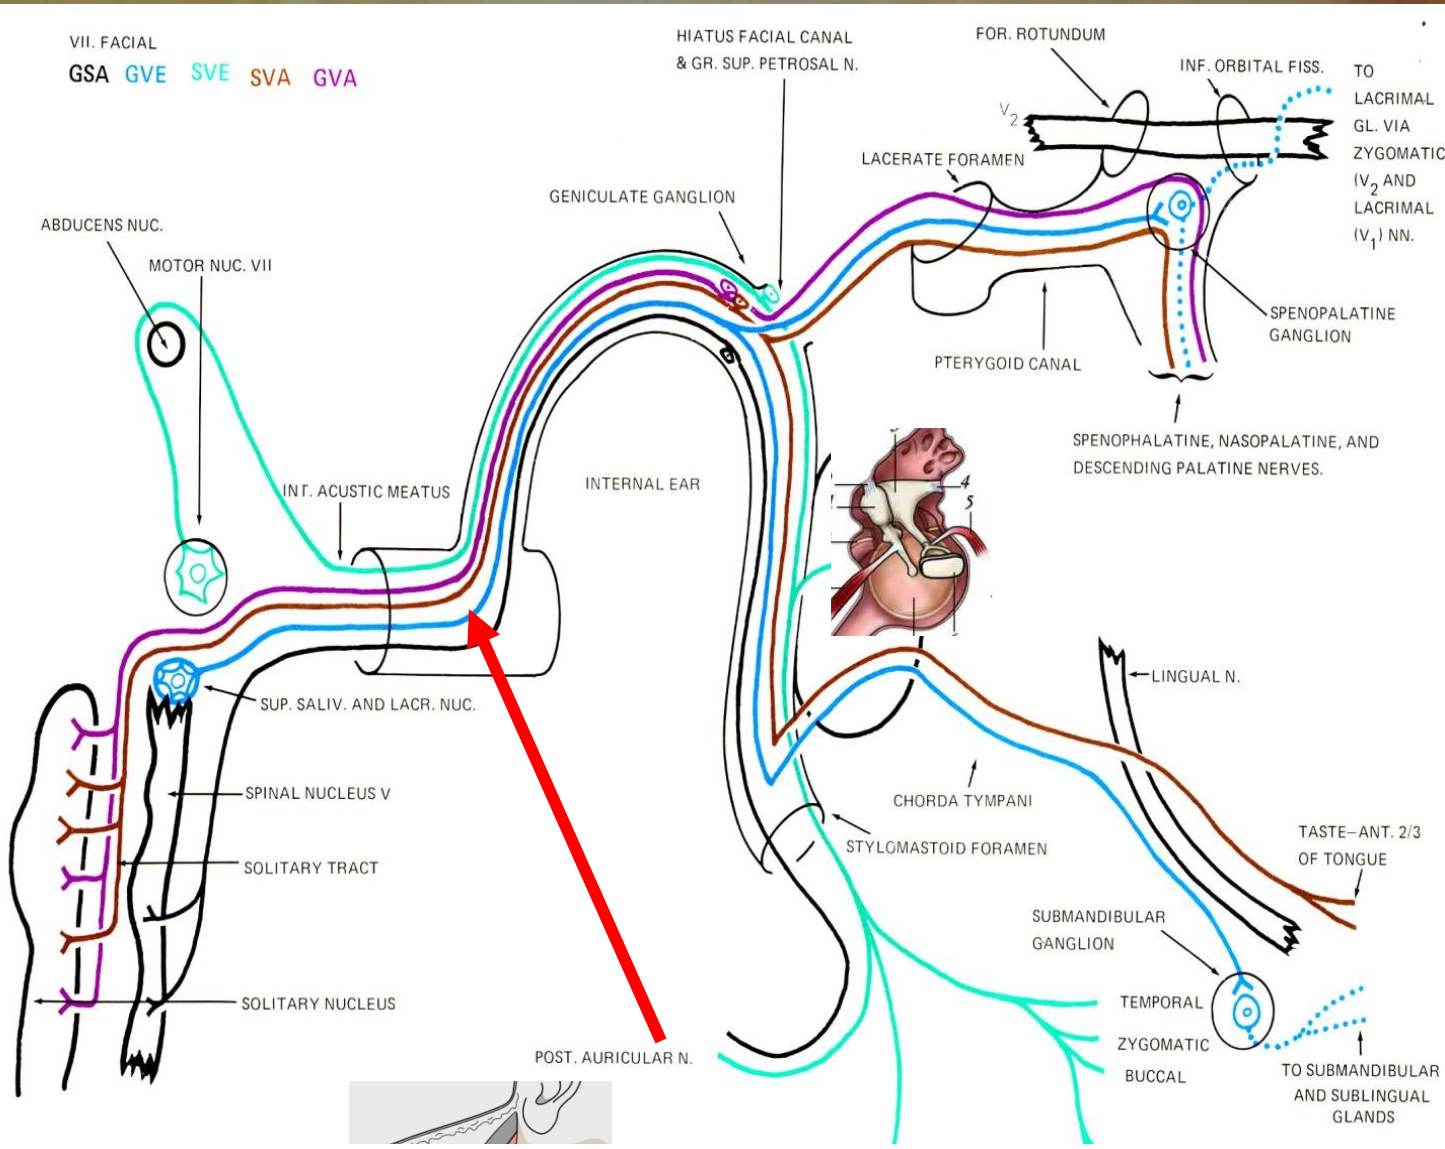 VII. FACIAL
GSA GVE SVE SVA GVA
HIATUS FACIAL CANAL
& GR. SUP. PETROSAL N.
FOR. ROTUNDUM
INF. ORBITAL FISS.
TO
LACRIMAL
GL. VIA
ZYGOMATIC
(V2 AND
LACRIMAL
(V1) NN.
V2
LACERATE FORAMEN
GENICULATE GANGLION
ABDUCENS NUC.
MOTOR NUC. VII
SPENOPALATINE
GANGLION
PTERYGOID CANAL
SPENOPHALATINE, NASOPALATINE, AND
DESCENDING PALATINE NERVES.
INT. ACUSTIC MEATUS
INTERNAL EAR
4
5
LINGUAL N.
SUP. SALIV. AND LACR. NUC.
SPINAL NUCLEUS V
CHORDA TYMPANI
STYLOMASTOID FORAMEN
TASTE–ANT. 2/3
OF TONGUE
SOLITARY TRACT
SUBMANDIBULAR
GANGLION
SOLITARY NUCLEUS
TEMPORAL
ZYGOMATIC
BUCCAL
POST. AURICULAR N.
TO SUBMANDIBULAR
AND SUBLINGUAL
GLANDS